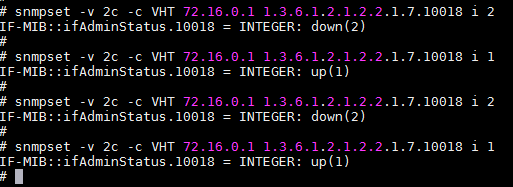 # snmpset -v 2c -c VHT 72.16.0.1 1.3.6.1.2.1.2.2.1.7.10018 i 2
IF-MIB::ifAdminStatus.10018 = INTEGER: down(2)
#
# snmpset -v 2c -c VHT 72.16.0.1 1.3.6.1.2.1.2.2.1.7.10018 i 1
IF-MIB::ifAdminStatus.10018 = INTEGER: up(1)
#
# snmpset -v 2c -c VHT 72.16.0.1 1.3.6.1.2.1.2.2.1.7.10018 i 2
IF-MIB::ifAdminStatus.10018 = INTEGER: down(2)
#
# snmpset -v 2c -c VHT 72.16.0.1 1.3.6.1.2.1.2.2.1.7.10018 i 1
IF-MIB::ifAdminStatus.10018 = INTEGER: up(1)
#